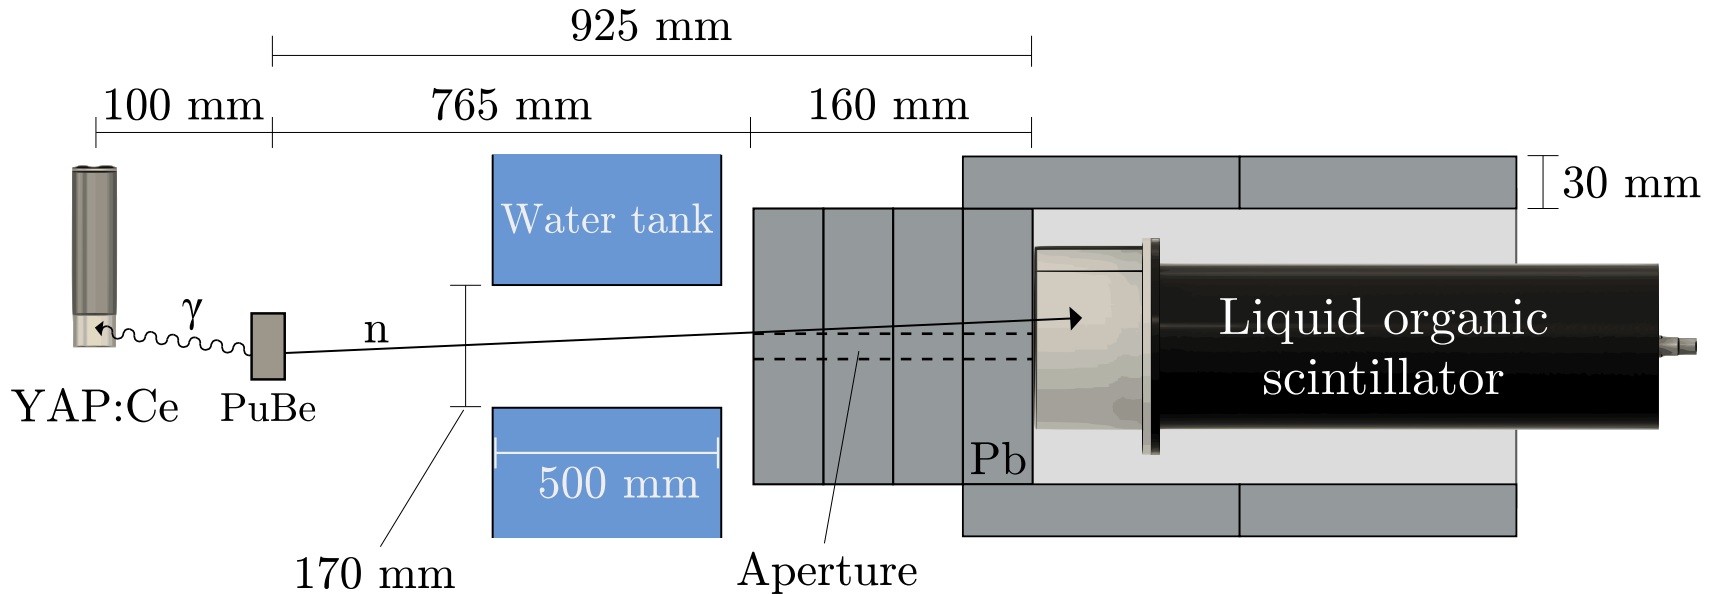 925 mm
100 mm
765 mm
160 mm
30 mm
Water tank
γ
n
Liquid organic
scintillator
YAP:Ce
PuBe
Pb
500 mm
170 mm
Aperture